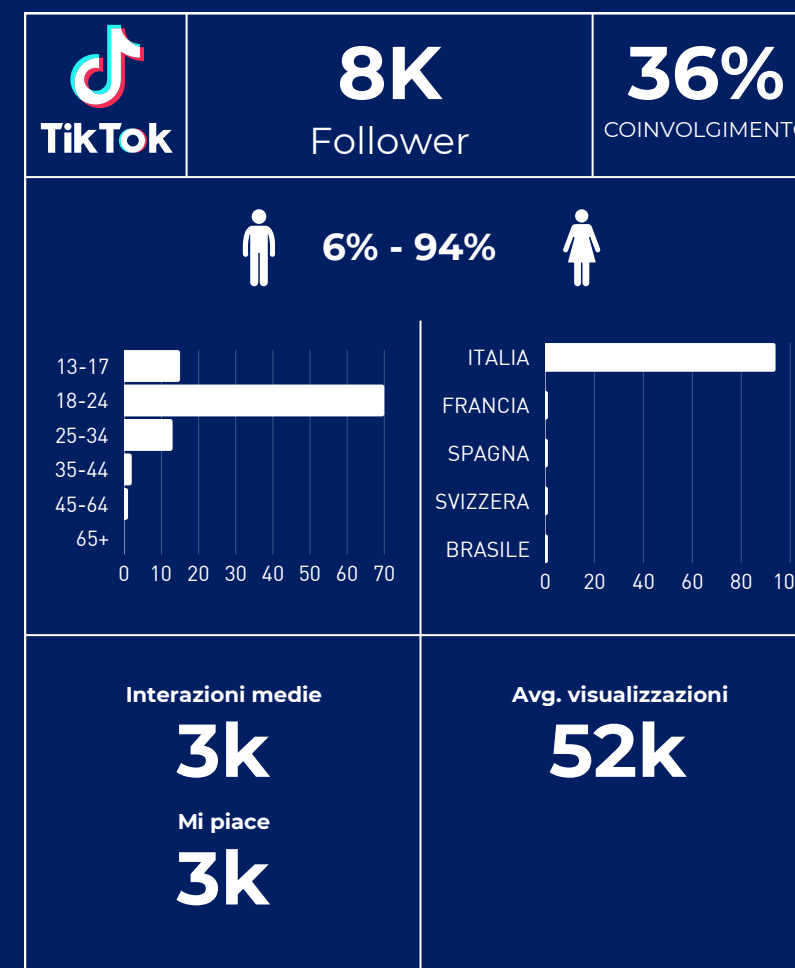 TikTok
8K
Follower
36%
COINVOLGIMENTO
6% - 94%
13-17
18-24
25-34
35-44
45-64
65+
0 10 20 30 40 50 60 70
ITALIA
FRANCIA
SPAGNA
SVIZZERA
BRASILE
0 20 40 60 80 10
Interazioni medie
3k
Mi piace
3k
Avg. visualizzazioni
52k